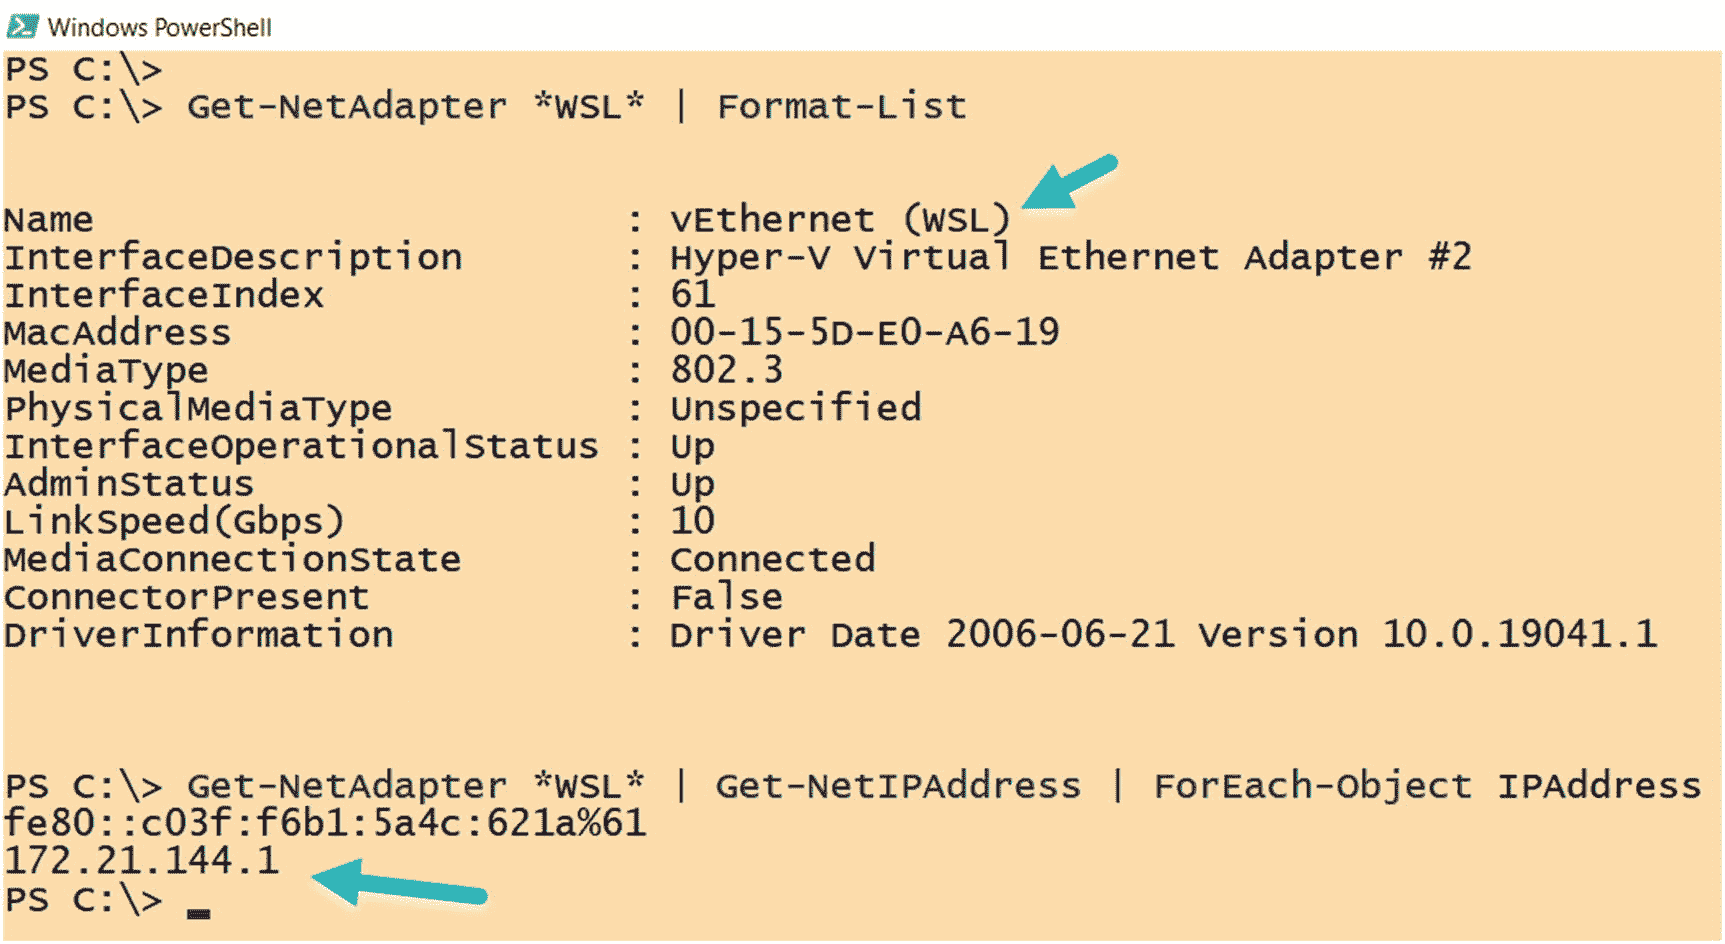 Windows PowerShell
PS C:\>
PS C:\> Get-NetAdapter *WSL* | Format-List
Name                       : vEthernet (WSL)
InterfaceDescription       : Hyper-V Virtual Ethernet Adapter #2
InterfaceIndex             : 61
MacAddress                 : 00-15-5D-E0-A6-19
MediaType                  : 802.3
PhysicalMediaType          : Unspecified
InterfaceOperationalStatus : Up
AdminStatus                : Up
LinkSpeed(Gbps)            : 10
MediaConnectionState       : Connected
ConnectorPresent           : False
DriverInformation          : Driver Date 2006-06-21 Version 10.0.19041.1
PS C:\> Get-NetAdapter *WSL* | Get-NetIPAddress | ForEach-Object IPAddress
fe80::c03f:f6b1:5a4c:621a%61
172.21.144.1
PS C:\> _